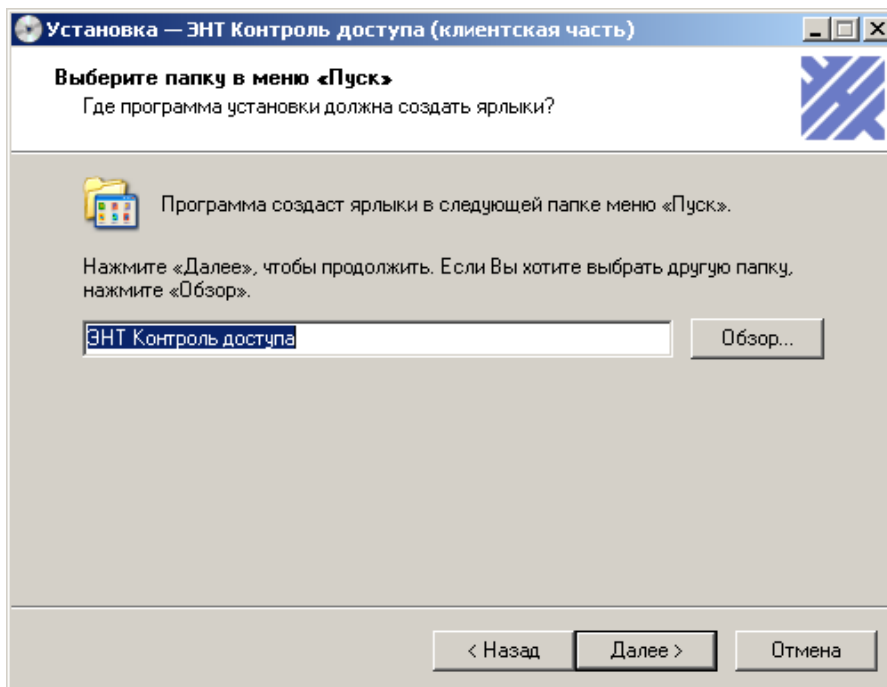 Установка — ЭНТ Контроль доступа (клиентская часть)
Выберите папку в меню «Пуск»
Где программа установки должна создать ярлыки?
Программа создаст ярлыки в следующей папке меню «Пуск».
Нажмите «Далее», чтобы продолжить. Если Вы хотите выбрать другую папку,
нажмите «Обзор».
ЭНТ Контроль доступа
Обзор...
< Назад
Далее >
Отмена